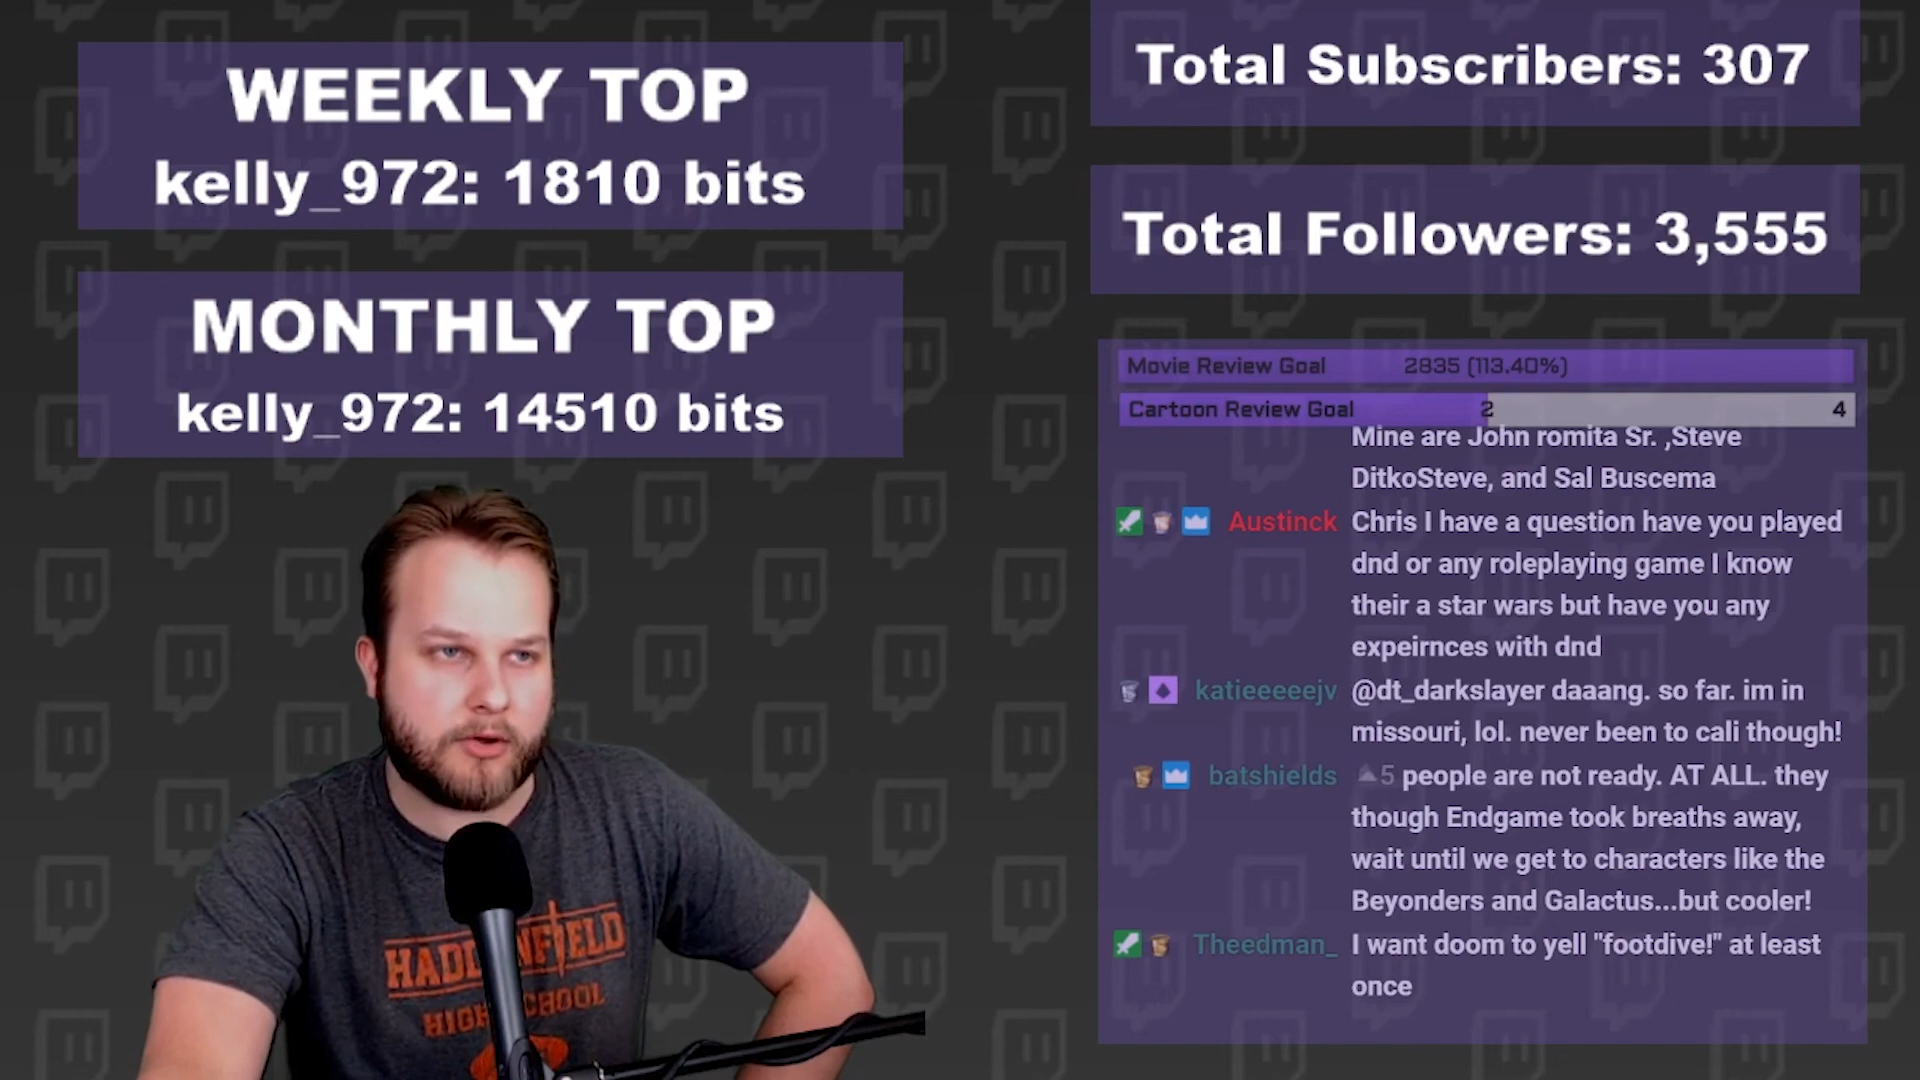 WEEKLY TOP
kelly_972: 1810 bits
MONTHLY TOP
kelly_972: 14510 bits
Total Subscribers: 307
Total Followers: 3,555
Movie Review Goal 2835 (113.40%)
Cartoon Review Goal 2 4
Mine are John romita Sr. ,Steve
DitkoSteve, and Sal Buscema
Austinck Chris I have a question have you played
dnd or any roleplaying game I know
their a star wars but have you any
expeirnces with dnd
katieeeeejv @dt_darkslayer daaang. so far. im in
missouri, lol. never been to cali though!
batshields 5 people are not ready. AT ALL. they
though Endgame took breaths away,
wait until we get to characters like the
Beyonders and Galactus...but cooler!
Theedman_ I want doom to yell "footdive!" at least
once
HADDONFIELD
HIGH SCHOOL